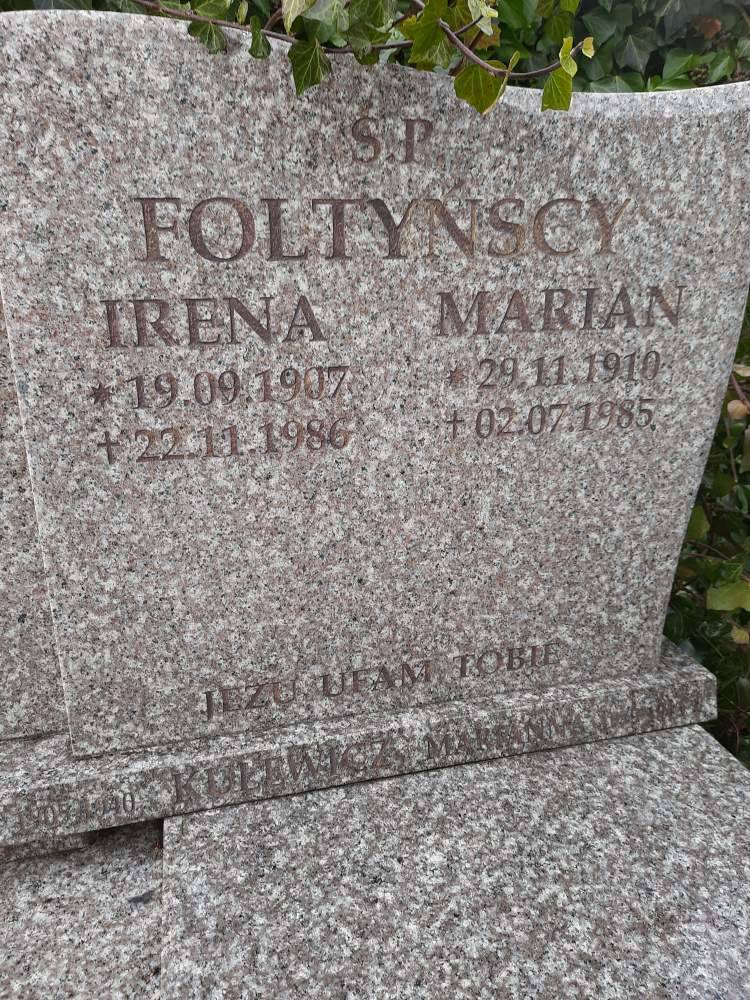 Ś.P.
FOLTYŃSCY
IRENA MARIAN
* 19.09.1907 * 29.11.1910
+ 22.11.1986 + 02.07.1985
JEZU UFAM TOBIE
KULEWICZ MARIANNA